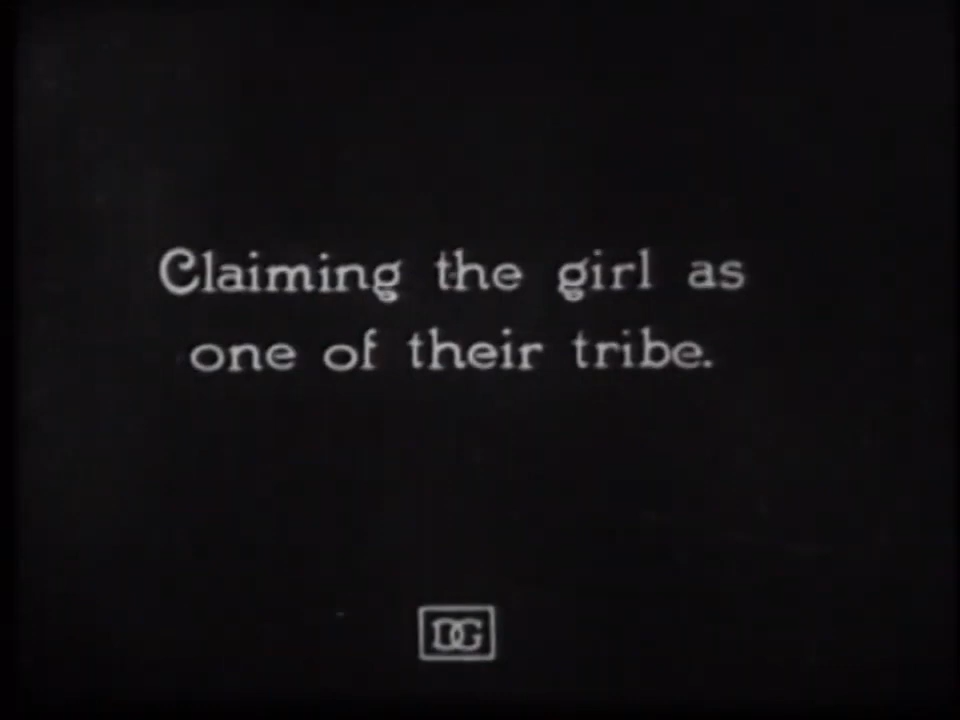 Claiming the girl as
one of their tribe.
DG